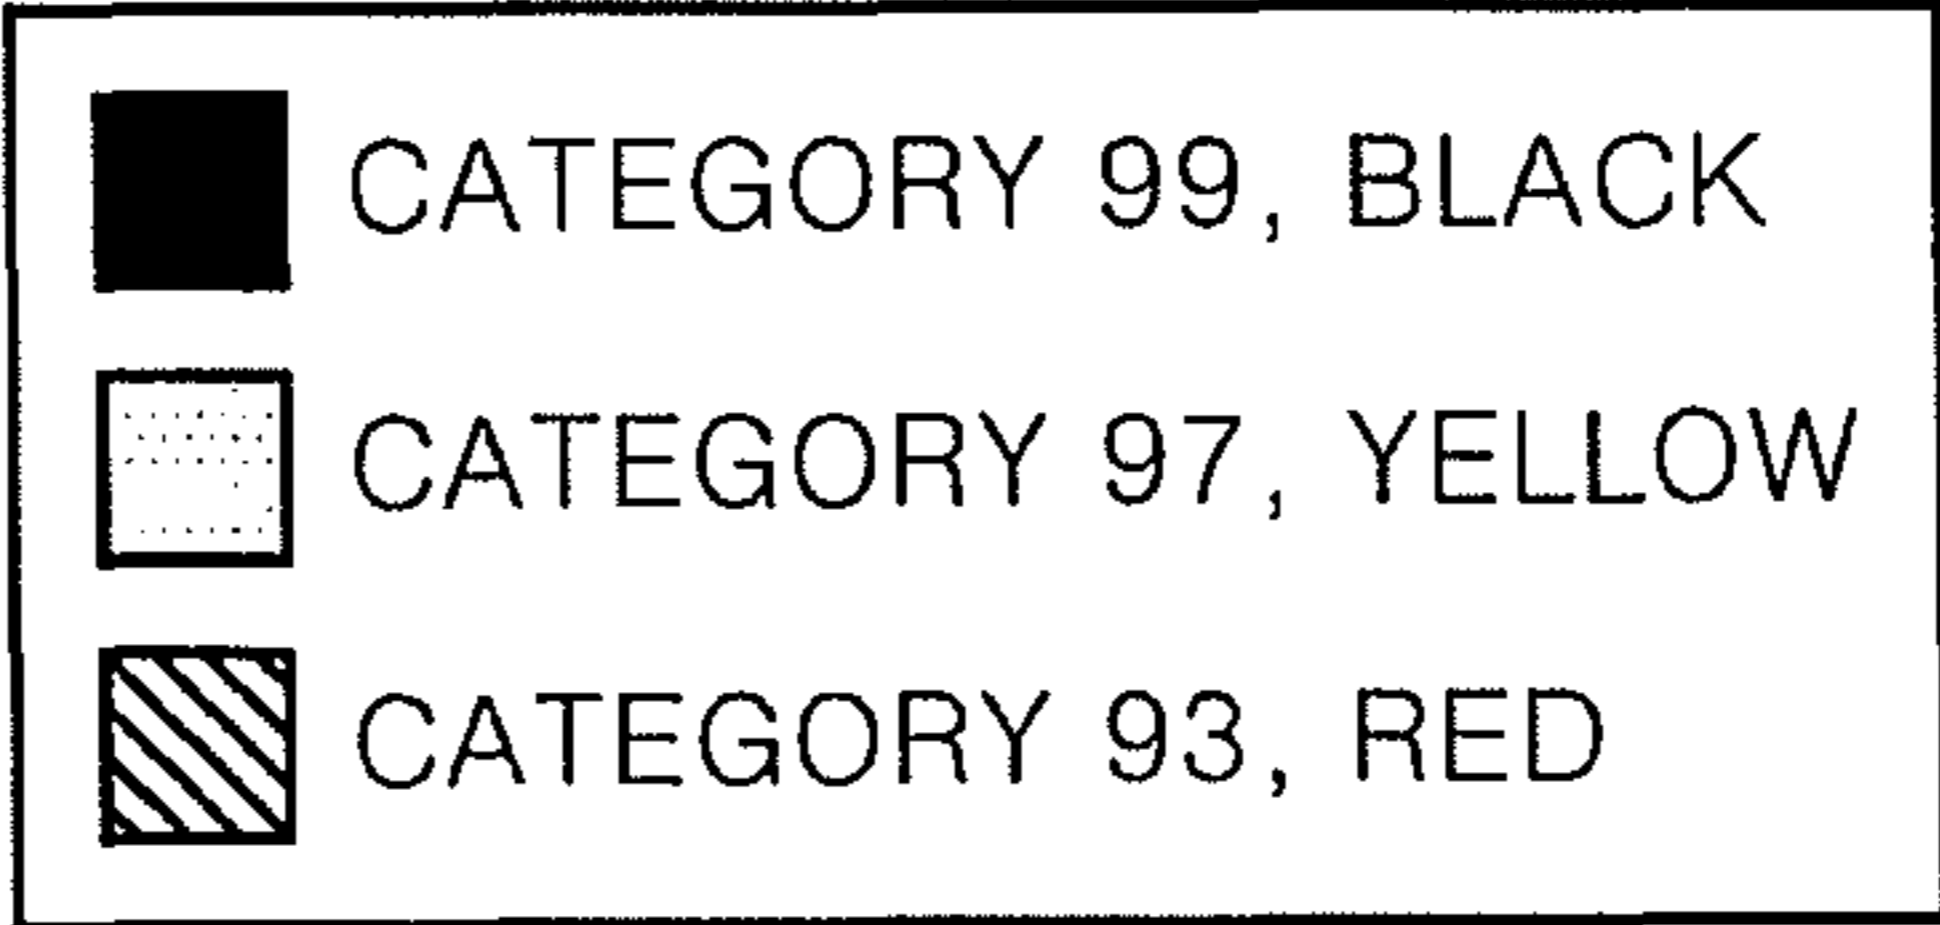 CATEGORY 99, BLACK
CATEGORY 97, YELLOW
CATEGORY 93, RED